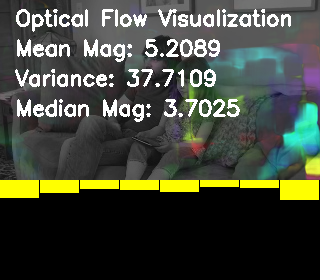 Optical Flow Visualization
Mean Mag: 5.2089
Variance: 37.7109
Median Mag: 3.7025